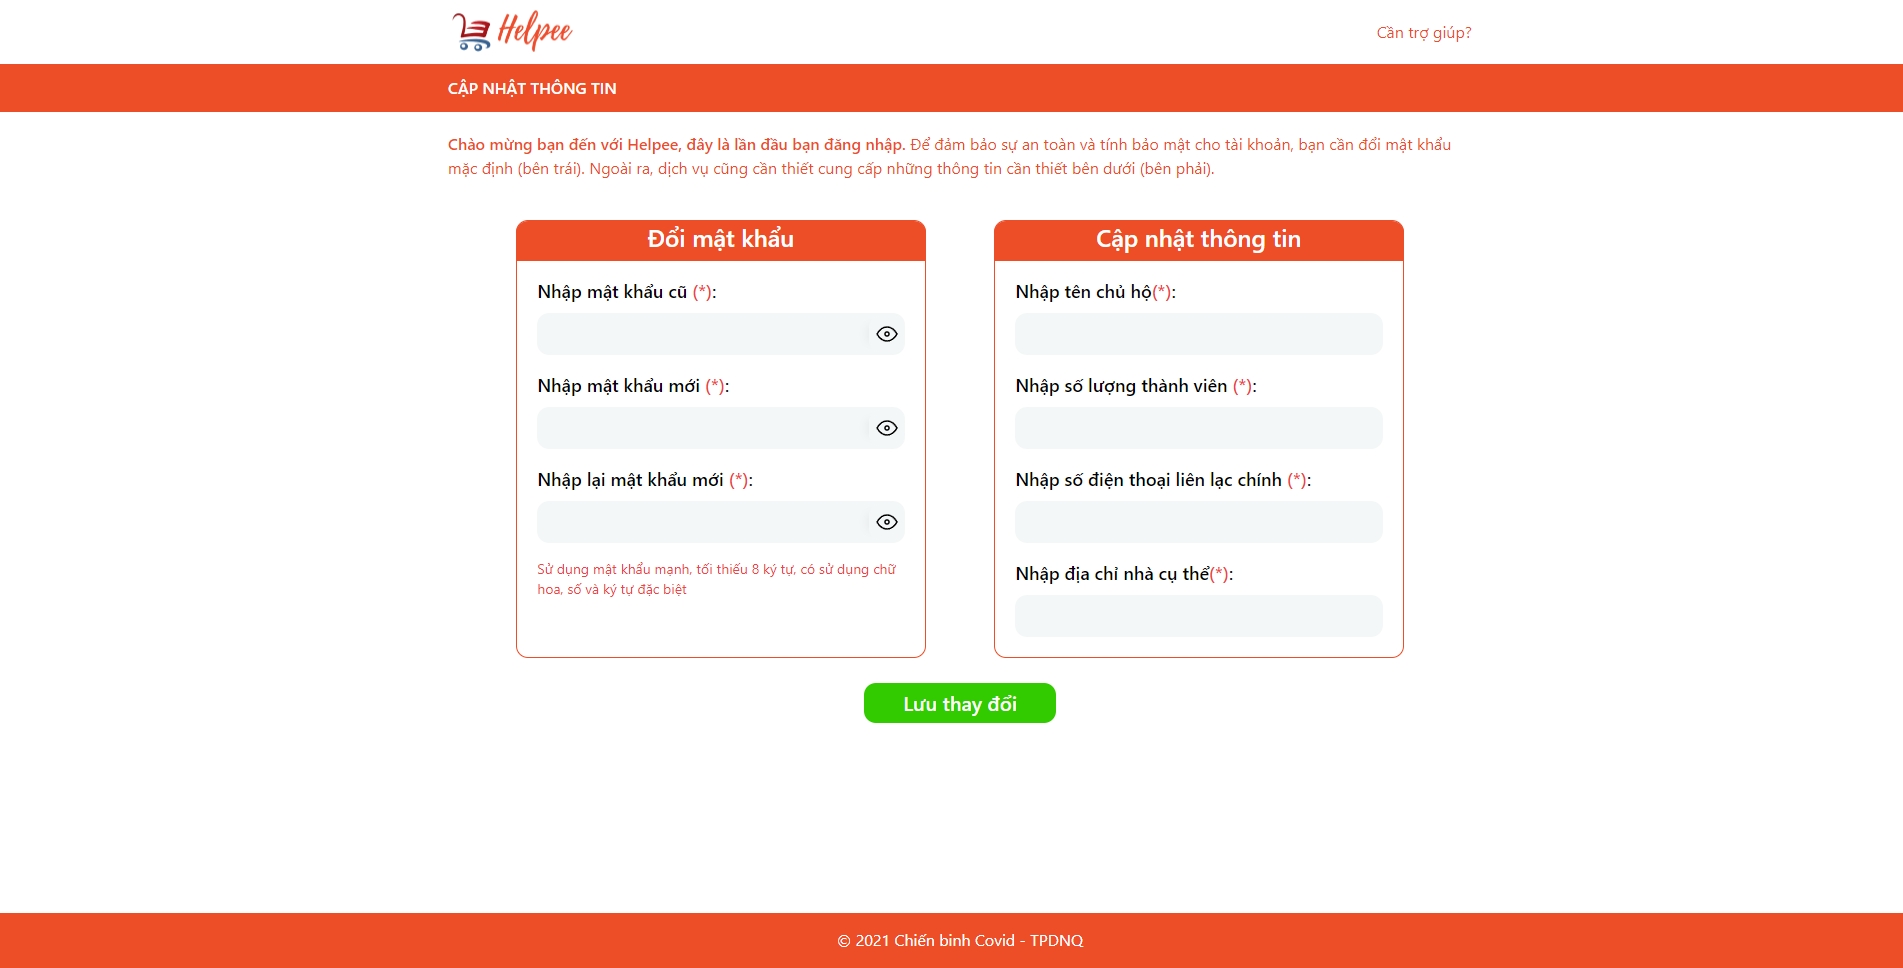 Helpee
Cần trợ giúp?
CẬP NHẬT THÔNG TIN
Chào mừng bạn đến với Helpee, đây là lần đầu bạn đăng nhập. Để đảm bảo sự an toàn và tính bảo mật cho tài khoản, bạn cần đổi mật khẩu
mặc định (bên trái). Ngoài ra, dịch vụ cũng cần thiết cung cấp những thông tin cần thiết bên dưới (bên phải).
Đổi mật khẩu
Nhập mật khẩu cũ (*):
Nhập mật khẩu mới (*):
Nhập lại mật khẩu mới (*):
Sử dụng mật khẩu mạnh, tối thiểu 8 ký tự, có sử dụng chữ
hoa, số và ký tự đặc biệt
Cập nhật thông tin
Nhập tên chủ hộ(*):
Nhập số lượng thành viên (*):
Nhập số điện thoại liên lạc chính (*):
Nhập địa chỉ nhà cụ thể(*):
Lưu thay đổi
© 2021 Chiến binh Covid - TPDNQ